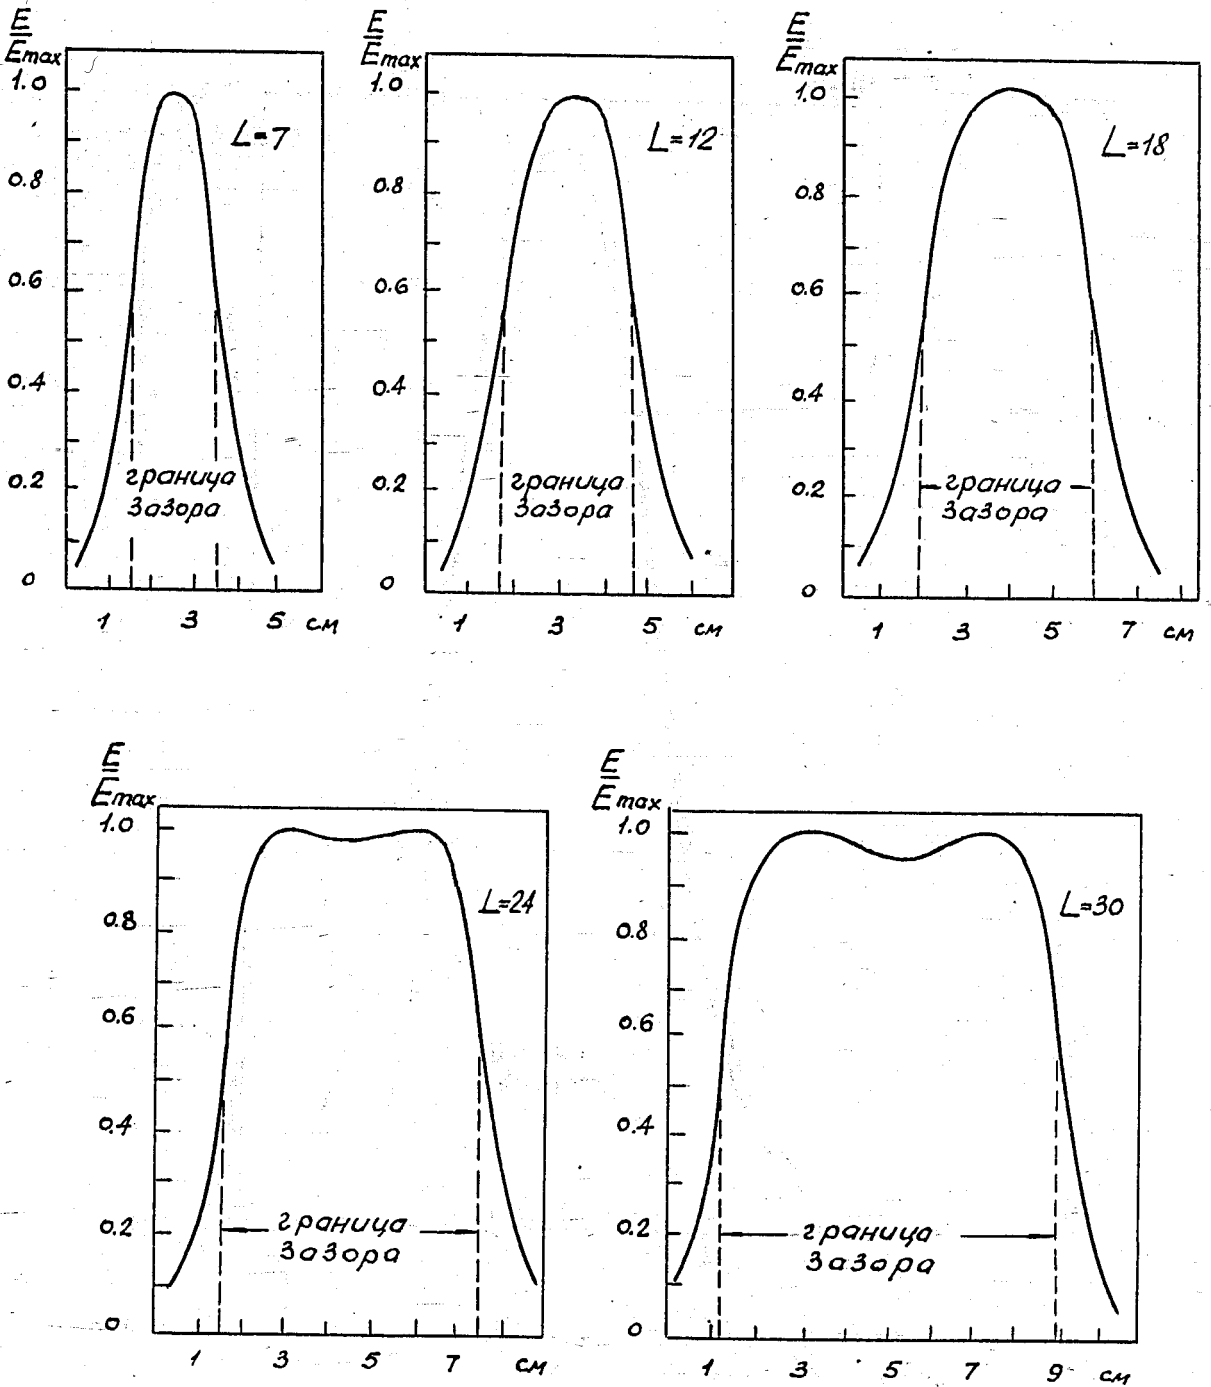 E
Emax
1.0
0.8
0.6
0.4
0.2
0
L=7
граница
зазора
1 3 5 см
E
Emax
1.0
0.8
0.6
0.4
0.2
0
L=12
граница
зазора
1 3 5 см
E
Emax
1.0
0.8
0.6
0.4
0.2
0
L=18
граница
зазора
1 3 5 7 см
E
Emax
1.0
0.8
0.6
0.4
0.2
0
L=24
граница
зазора
1 3 5 7 см
E
Emax
1.0
0.8
0.6
0.4
0.2
0
L=30
граница
зазора
1 3 5 7 9 см